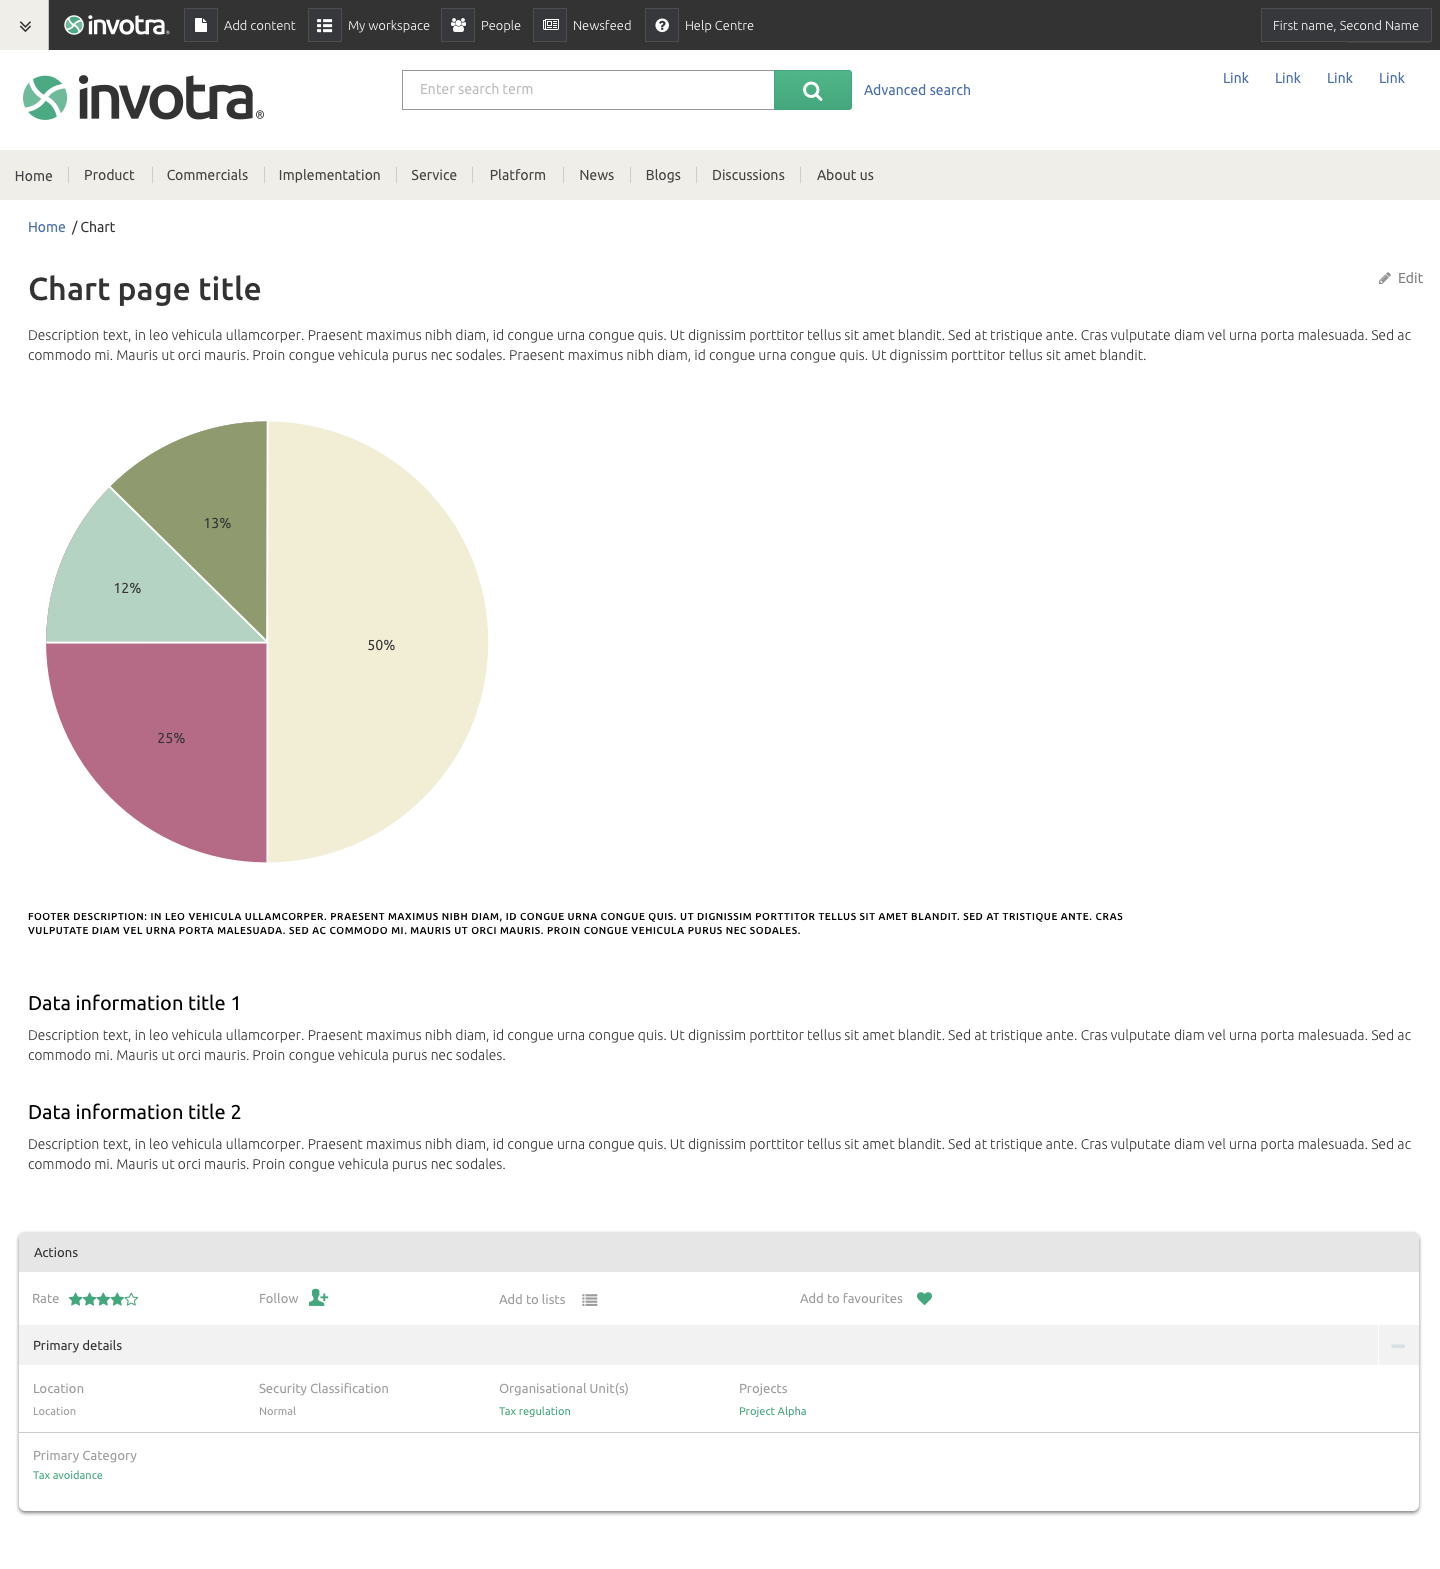 invotra. Add content My workspace People Newsfeed Help Centre First name, Second Name
invotra® Enter search term Advanced search Link Link Link Link
Home Product Commercials Implementation Service Platform News Blogs Discussions About us
Home / Chart
Chart page title
Edit
Description text, in leo vehicula ullamcorper. Praesent maximus nibh diam, id congue urna congue quis. Ut dignissim porttitor tellus sit amet blandit. Sed at tristique ante. Cras vulputate diam vel urna porta malesuada. Sed ac
commodo mi. Mauris ut orci mauris. Proin congue vehicula purus nec sodales. Praesent maximus nibh diam, id congue urna congue quis. Ut dignissim porttitor tellus sit amet blandit.
13%
12%
50%
25%
FOOTER DESCRIPTION: IN LEO VEHICULA ULLAMCORPER. PRAESENT MAXIMUS NIBH DIAM, ID CONGUE URNA CONGUE QUIS. UT DIGNISSIM PORTTITOR TELLUS SIT AMET BLANDIT. SED AT TRISTIQUE ANTE. CRAS
VULPUTATE DIAM VEL URNA PORTA MALESUADA. SED AC COMMODO MI. MAURIS UT ORCI MAURIS. PROIN CONGUE VEHICULA PURUS NEC SODALES.
Data information title 1
Description text, in leo vehicula ullamcorper. Praesent maximus nibh diam, id congue urna congue quis. Ut dignissim porttitor tellus sit amet blandit. Sed at tristique ante. Cras vulputate diam vel urna porta malesuada. Sed ac
commodo mi. Mauris ut orci mauris. Proin congue vehicula purus nec sodales.
Data information title 2
Description text, in leo vehicula ullamcorper. Praesent maximus nibh diam, id congue urna congue quis. Ut dignissim porttitor tellus sit amet blandit. Sed at tristique ante. Cras vulputate diam vel urna porta malesuada. Sed ac
commodo mi. Mauris ut orci mauris. Proin congue vehicula purus nec sodales.
Actions
Rate Follow Add to lists Add to favourites
Primary details
Location Security Classification Organisational Unit(s) Projects
Location Normal Tax regulation Project Alpha
Primary Category
Tax avoidance